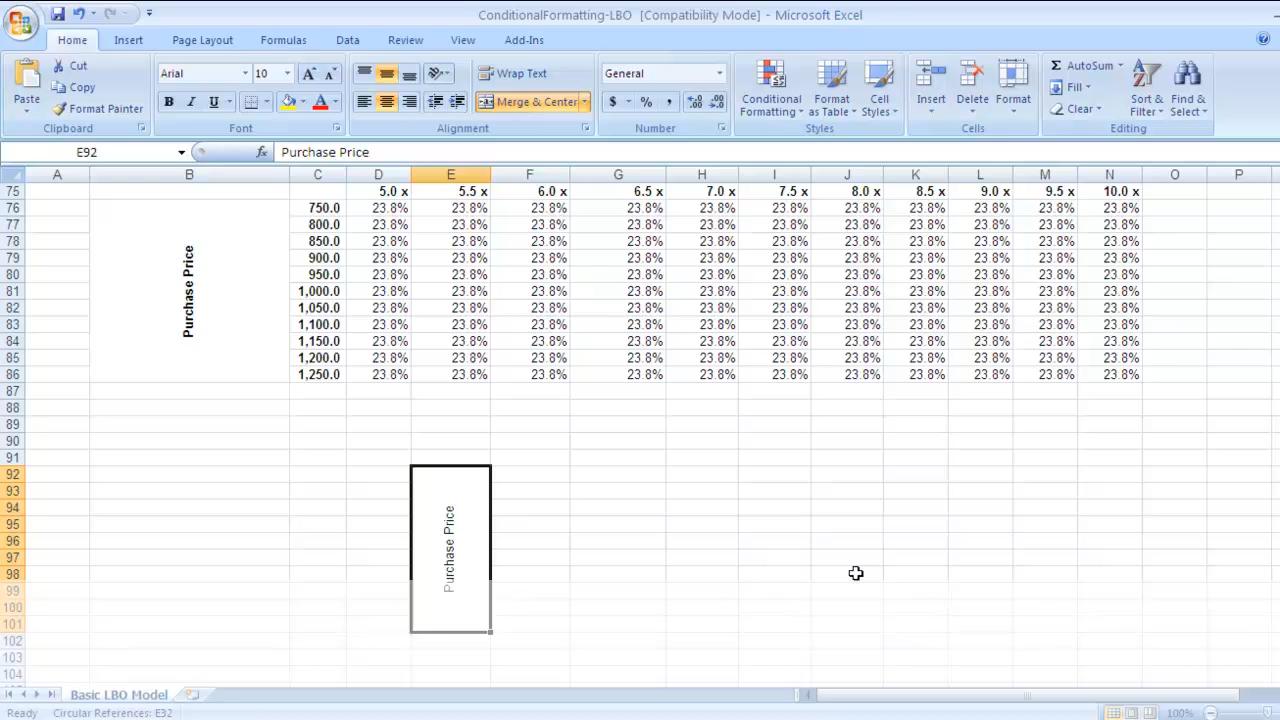 ConditionalFormatting-LBO [Compatibility Mode] - Microsoft Excel
Home Insert Page Layout Formulas Data Review View Add-Ins
Paste Cut Copy Format Painter Clipboard
Arial 10 B I U A A A Font
Wrap Text Merge & Center Alignment
General $ % , .0 .00 .00 .0 Number
Conditional Formatting Format as Table Cell Styles Styles
Insert Delete Format Cells
Σ AutoSum Fill Clear Sort & Filter Find & Select Editing
E92 fx Purchase Price
A B C D E F G H I J K L M N O P
75 5.0 x 5.5 x 6.0 x 6.5 x 7.0 x 7.5 x 8.0 x 8.5 x 9.0 x 9.5 x 10.0 x
76 750.0 23.8% 23.8% 23.8% 23.8% 23.8% 23.8% 23.8% 23.8% 23.8% 23.8% 23.8%
77 800.0 23.8% 23.8% 23.8% 23.8% 23.8% 23.8% 23.8% 23.8% 23.8% 23.8% 23.8%
78 850.0 23.8% 23.8% 23.8% 23.8% 23.8% 23.8% 23.8% 23.8% 23.8% 23.8% 23.8%
79 900.0 23.8% 23.8% 23.8% 23.8% 23.8% 23.8% 23.8% 23.8% 23.8% 23.8% 23.8%
80 950.0 23.8% 23.8% 23.8% 23.8% 23.8% 23.8% 23.8% 23.8% 23.8% 23.8% 23.8%
81 1,000.0 23.8% 23.8% 23.8% 23.8% 23.8% 23.8% 23.8% 23.8% 23.8% 23.8% 23.8%
82 1,050.0 23.8% 23.8% 23.8% 23.8% 23.8% 23.8% 23.8% 23.8% 23.8% 23.8% 23.8%
83 1,100.0 23.8% 23.8% 23.8% 23.8% 23.8% 23.8% 23.8% 23.8% 23.8% 23.8% 23.8%
84 1,150.0 23.8% 23.8% 23.8% 23.8% 23.8% 23.8% 23.8% 23.8% 23.8% 23.8% 23.8%
85 1,200.0 23.8% 23.8% 23.8% 23.8% 23.8% 23.8% 23.8% 23.8% 23.8% 23.8% 23.8%
86 1,250.0 23.8% 23.8% 23.8% 23.8% 23.8% 23.8% 23.8% 23.8% 23.8% 23.8% 23.8%
Purchase Price
87
88
89
90
91
92
93
94
95
96
97
98
99
100
101
102
103
104
Purchase Price
Basic LBO Model
Ready Circular References: E32 100%